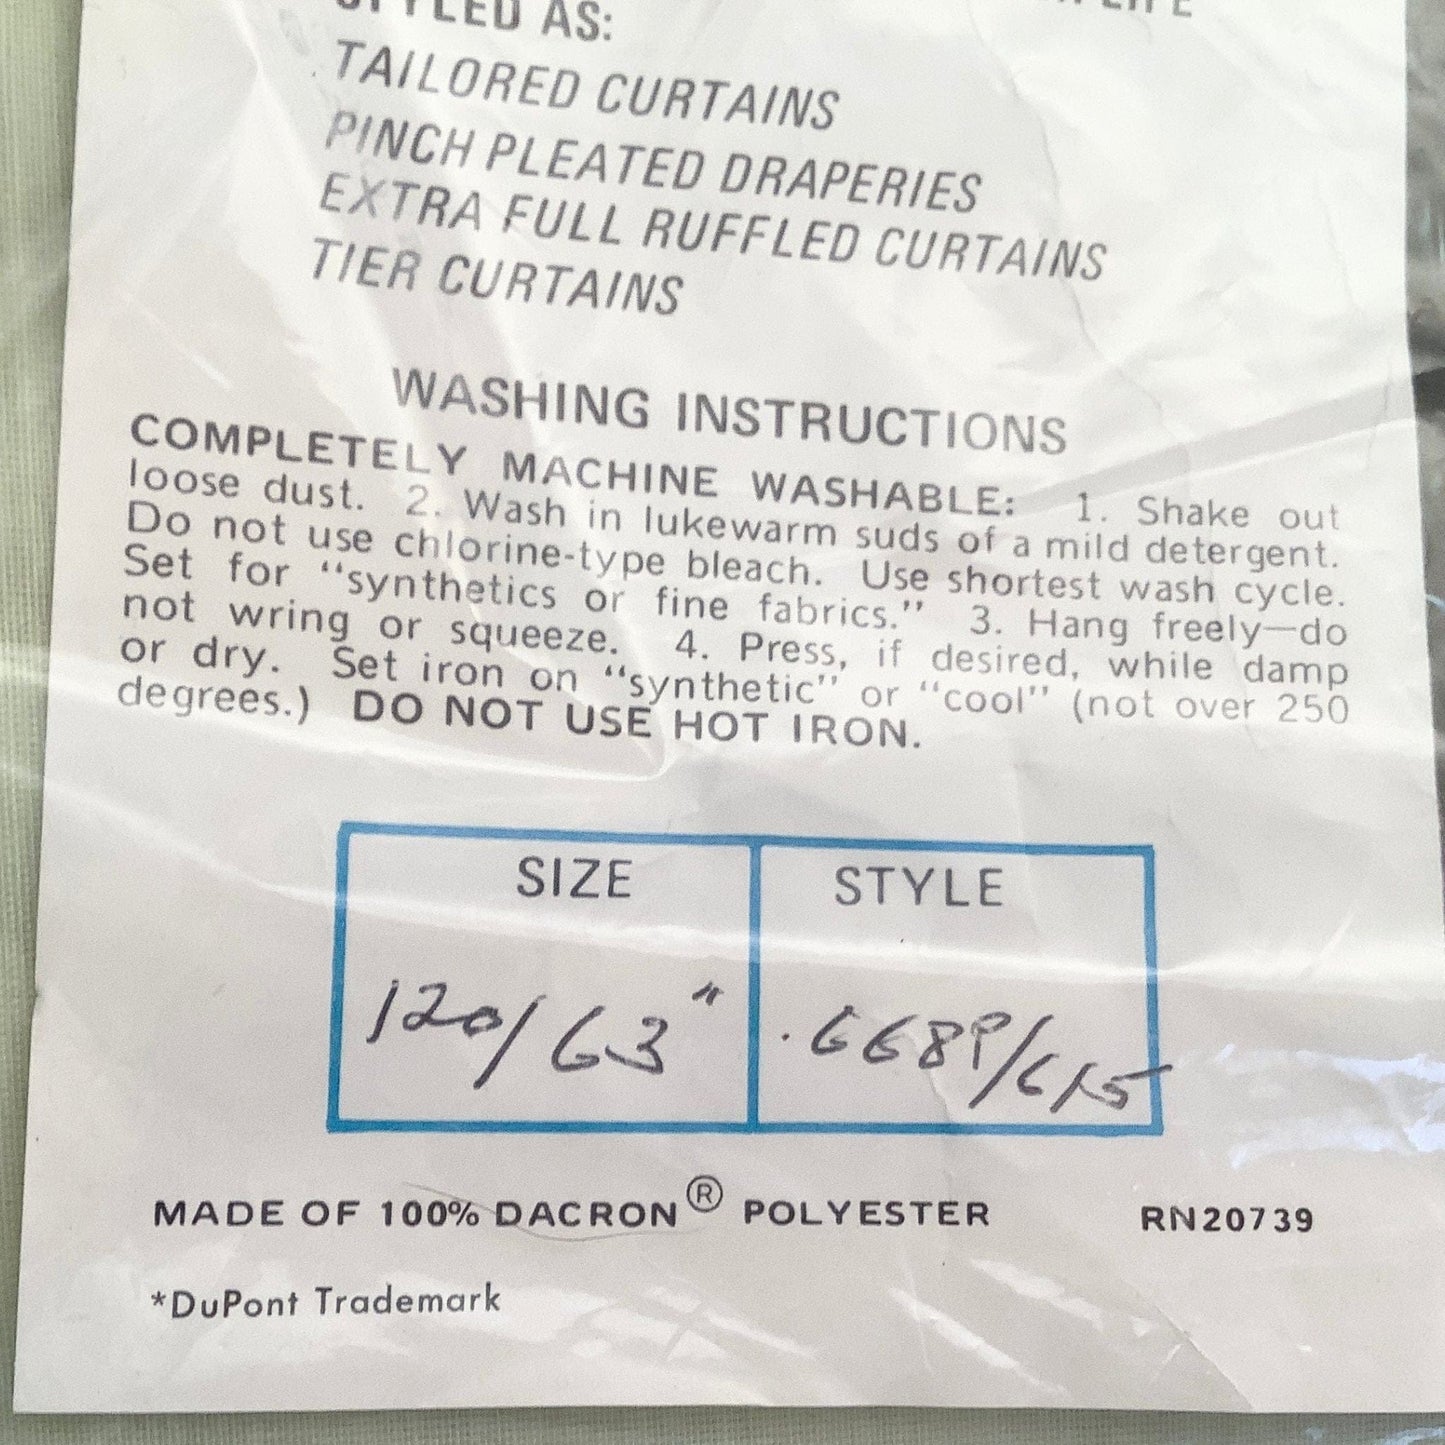 STYLED AS:
TAILORED CURTAINS
PINCH PLEATED DRAPERIES
EXTRA FULL RUFFLED CURTAINS
TIER CURTAINS
WASHING INSTRUCTIONS
COMPLETELY MACHINE WASHABLE: 1. Shake out
loose dust. 2. Wash in lukewarm suds of a mild detergent.
Do not use chlorine-type bleach. Use shortest wash cycle.
Set for "synthetics or fine fabrics." 3. Hang freely—do
not wring or squeeze. 4. Press, if desired, while damp
or dry. Set iron on "synthetic" or "cool" (not over 250
degrees.) DO NOT USE HOT IRON.
SIZE STYLE
120/63"
MADE OF 100% DACRON® POLYESTER RN20739
*DuPont Trademark